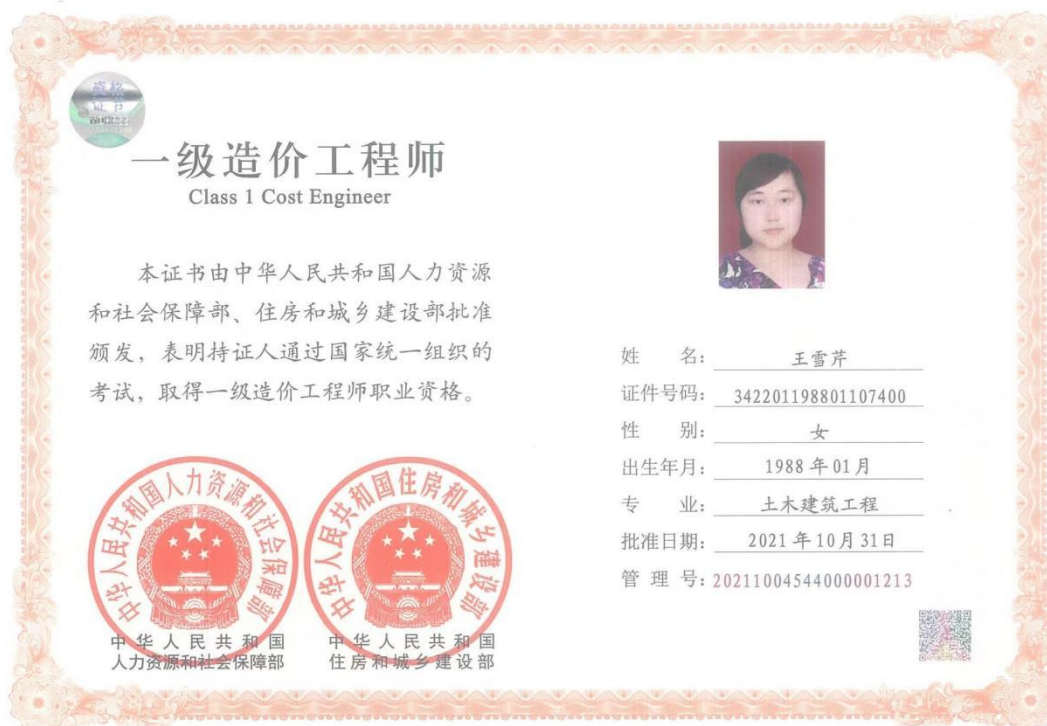 资格
证书
一级造价工程师
Class 1 Cost Engineer
本证书由中华人民共和国人力资源
和社会保障部、住房和城乡建设部批准
颁发，表明持证人通过国家统一组织的
考试，取得一级造价工程师职业资格。
中华人民共和国人力资源和社会保障部
中华人民共和国住房和城乡建设部
中华人民共和国
人力资源和社会保障部
中华人民共和国
住房和城乡建设部
姓 名：王雪芹
证件号码：342201198801107400
性 别：女
出生年月：1988年01月
专 业：土木建筑工程
批准日期：2021年10月31日
管 理 号：20211004544000001213